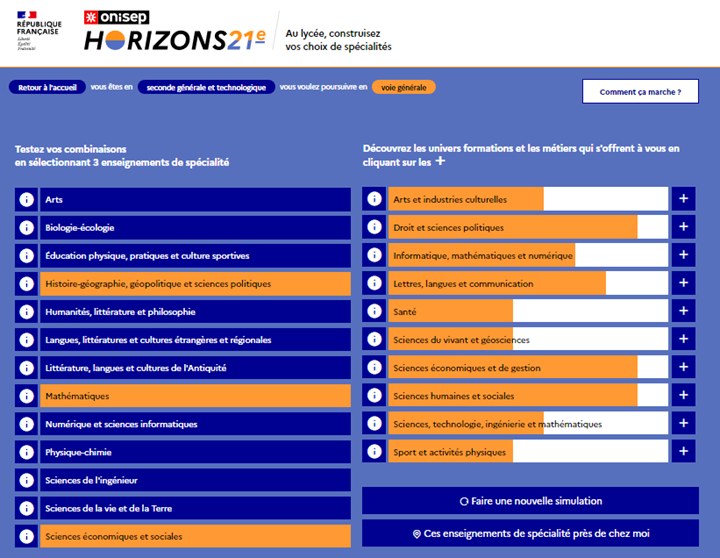 RÉPUBLIQUE
FRANÇAISE
Liberté
Égalité
Fraternité
onisep
HORIZONS21e
Au lycée, construisez
vos choix de spécialités
Retour à l'accueil vous êtes en seconde générale et technologique vous voulez poursuivre en voie générale
Comment ça marche ?
Testez vos combinaisons
en sélectionnant 3 enseignements de spécialité
Arts
Biologie-écologie
Éducation physique, pratiques et culture sportives
Histoire-géographie, géopolitique et sciences politiques
Humanités, littérature et philosophie
Langues, littératures et cultures étrangères et régionales
Littérature, langues et cultures de l'Antiquité
Mathématiques
Numérique et sciences informatiques
Physique-chimie
Sciences de l'ingénieur
Sciences de la vie et de la Terre
Sciences économiques et sociales
Découvrez les univers formations et les métiers qui s'offrent à vous en
cliquant sur les +
Arts et industries culturelles
Droit et sciences politiques
Informatique, mathématiques et numérique
Lettres, langues et communication
Santé
Sciences du vivant et géosciences
Sciences économiques et de gestion
Sciences humaines et sociales
Sciences, technologie, ingénierie et mathématiques
Sport et activités physiques
Faire une nouvelle simulation
Ces enseignements de spécialité près de chez moi